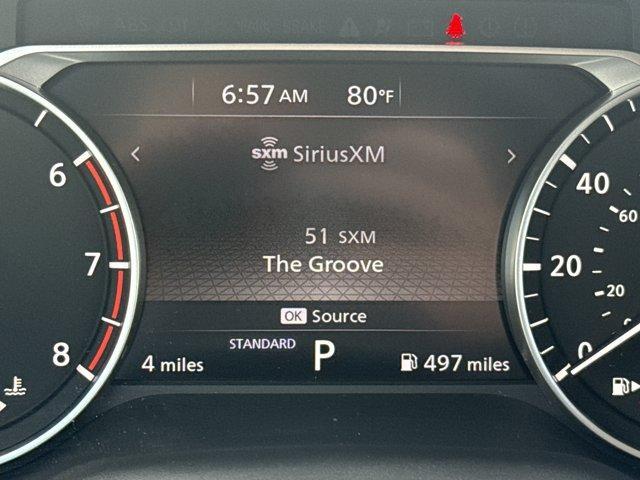 6:57 AM 80°F
sxm SiriusXM
51 SXM
The Groove
OK Source
STANDARD P
4 miles 497 miles
6
7
8
40
60
20
20
0